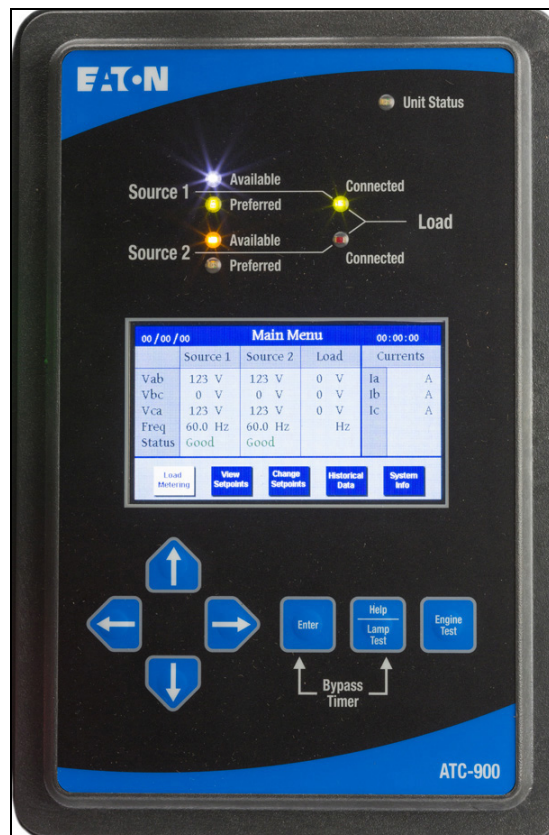 EATON
Unit Status
Available
Source 1
Connected
Preferred
Load
Available
Source 2
Connected
Preferred
00/00/00 Main Menu 00:00:00
Source 1 Source 2 Load Currents
Vab 123 V 123 V 0 V Ia A
Vbc 0 V 0 V 0 V Ib A
Vca 123 V 123 V 0 V Ic A
Freq 60.0 Hz 60.0 Hz Hz
Status Good Good
Load Metering View Setpoints Change Setpoints Historical Data System Info
Enter
Help
Lamp Test
Engine Test
Bypass
Timer
ATC-900